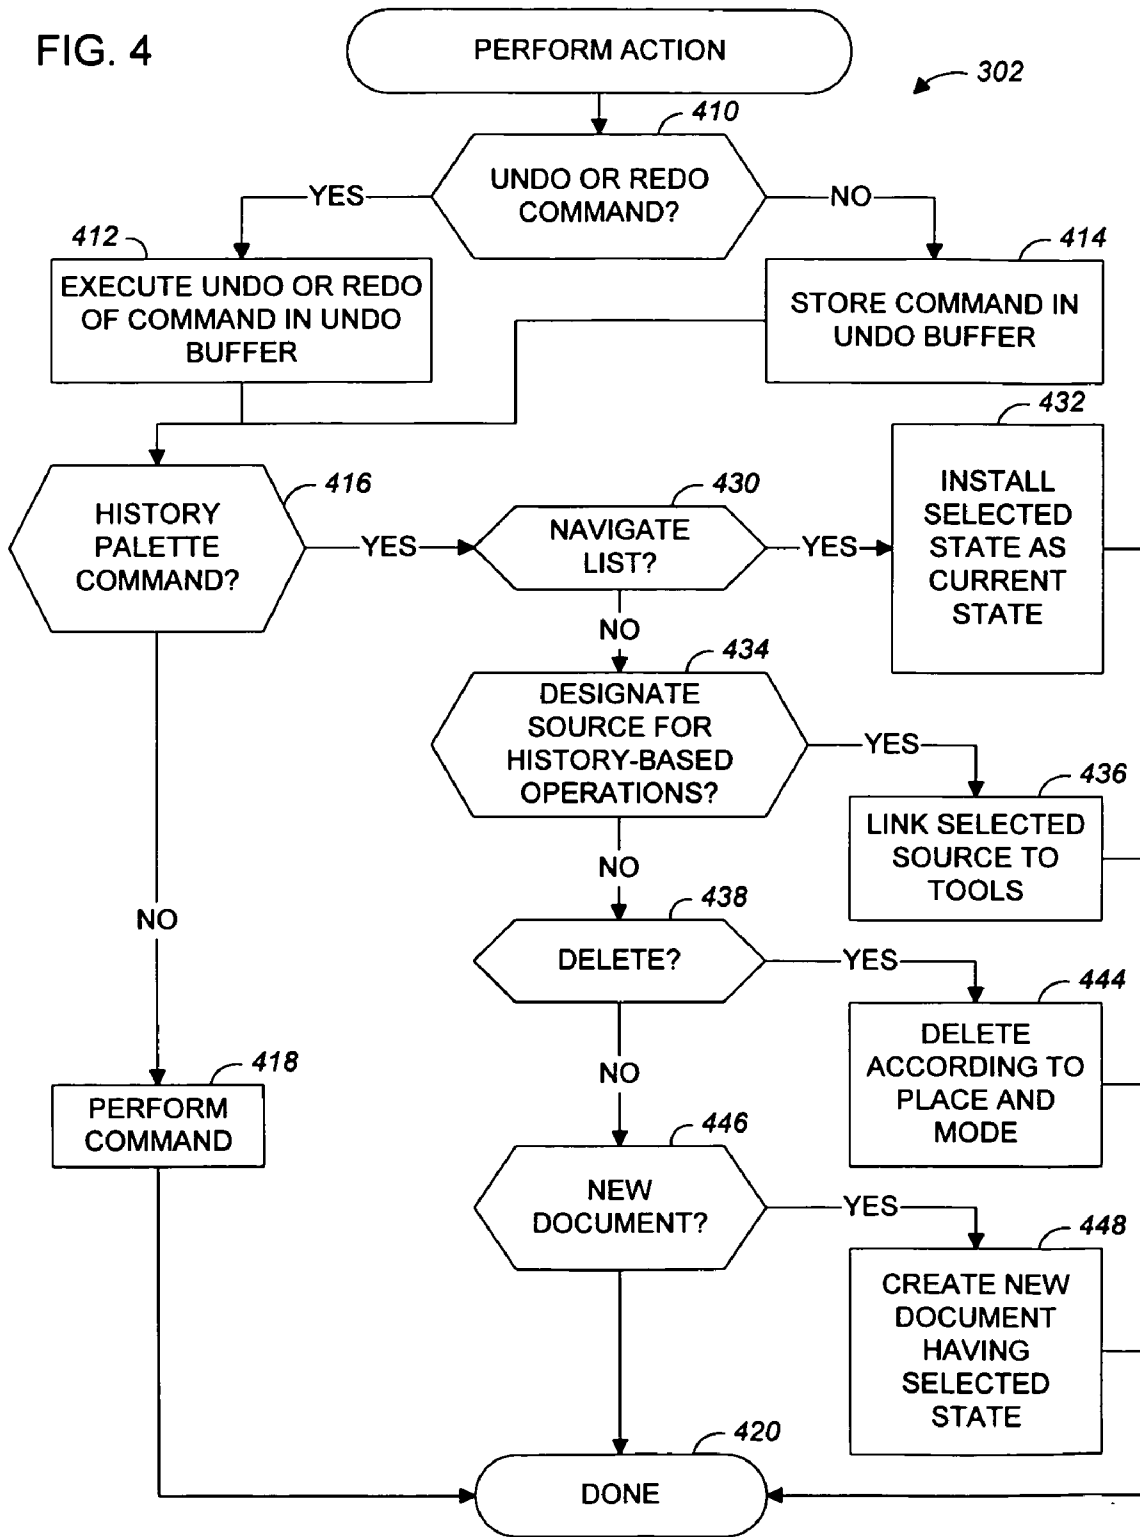 FIG. 4
PERFORM ACTION
302
410
UNDO OR REDO
COMMAND?
YES
NO
412
EXECUTE UNDO OR REDO
OF COMMAND IN UNDO
BUFFER
414
STORE COMMAND IN
UNDO BUFFER
416
HISTORY
PALETTE
COMMAND?
YES
430
NAVIGATE
LIST?
YES
432
INSTALL
SELECTED
STATE AS
CURRENT
STATE
NO
434
DESIGNATE
SOURCE FOR
HISTORY-BASED
OPERATIONS?
YES
436
LINK SELECTED
SOURCE TO
TOOLS
NO
438
DELETE?
YES
444
DELETE
ACCORDING TO
PLACE AND
MODE
NO
NO
418
PERFORM
COMMAND
446
NEW
DOCUMENT?
YES
448
CREATE NEW
DOCUMENT
HAVING
SELECTED
STATE
420
DONE